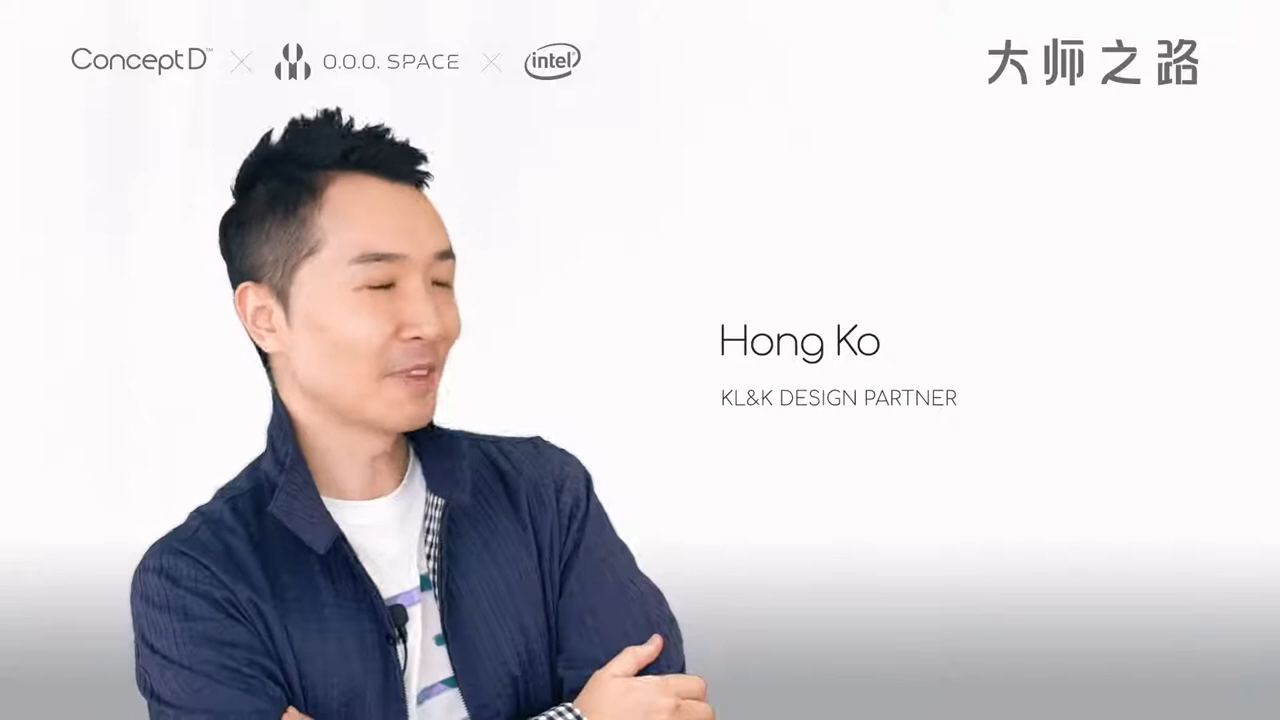 ConceptD™ × O.O.O. SPACE × intel
大师之路
Hong Ko
KL&K DESIGN PARTNER